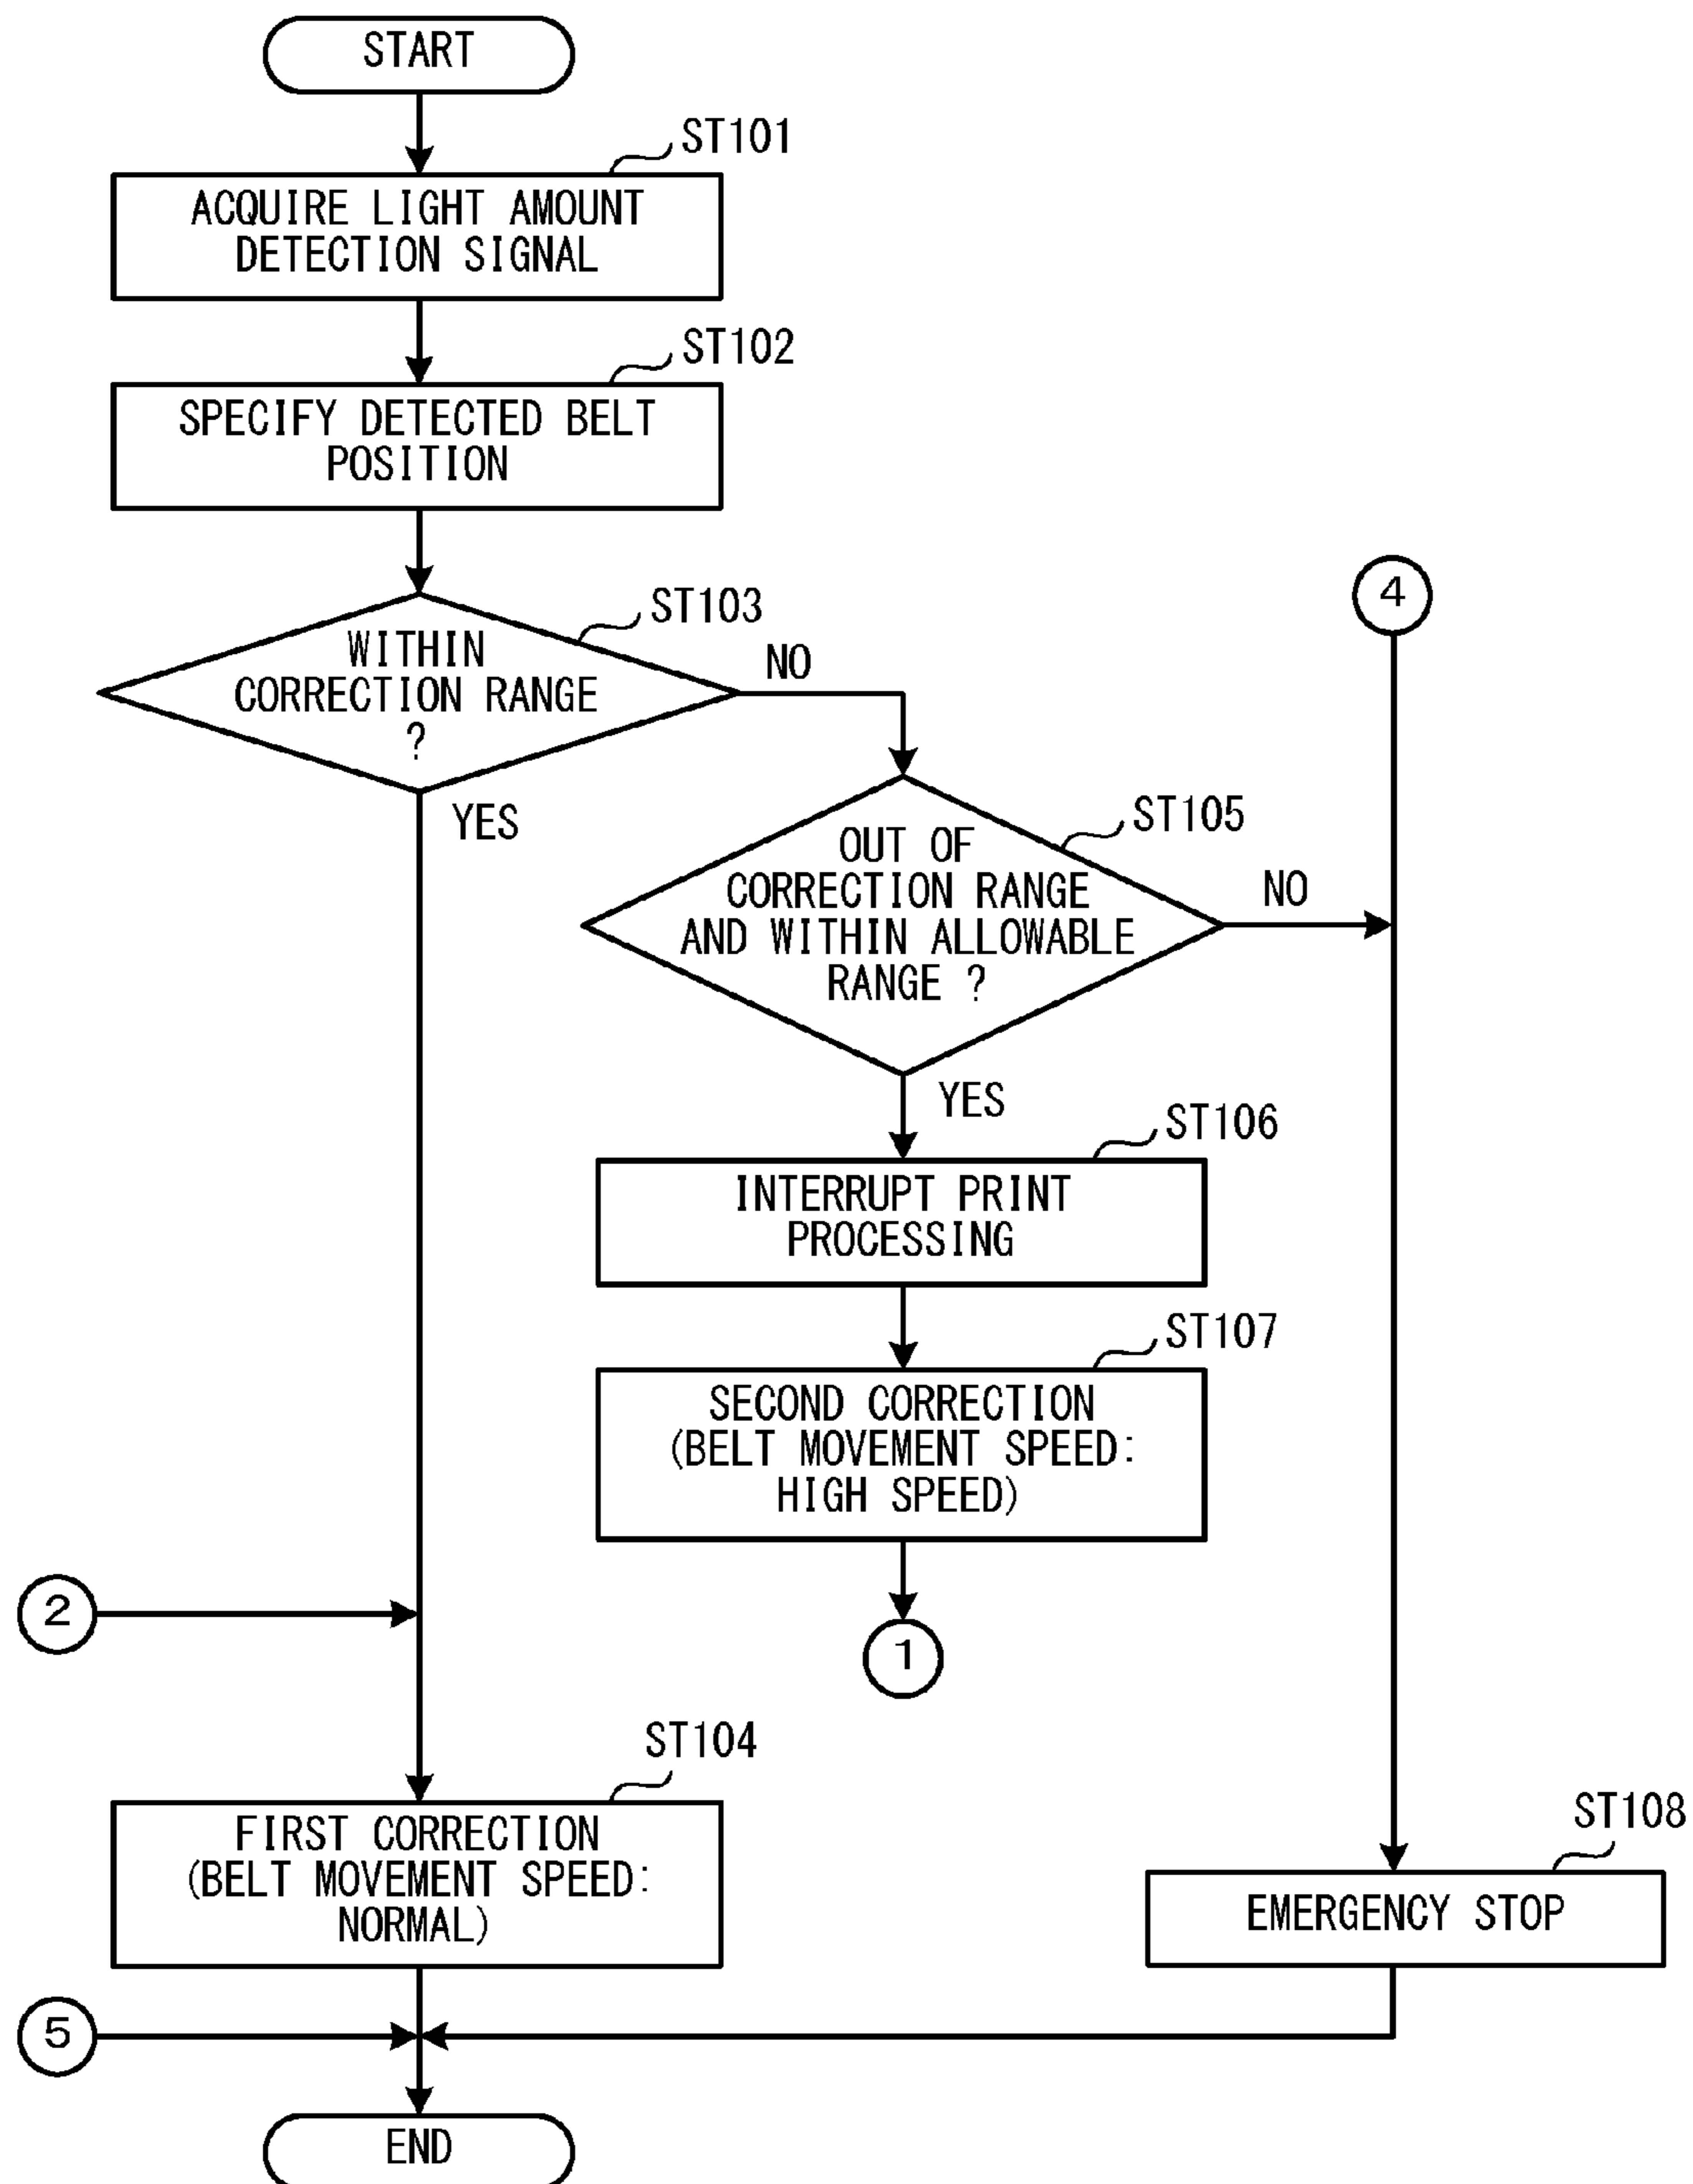 START
ST101
ACQUIRE LIGHT AMOUNT
DETECTION SIGNAL
ST102
SPECIFY DETECTED BELT
POSITION
ST103
WITHIN
CORRECTION RANGE
?
NO
YES
4
ST105
OUT OF
CORRECTION RANGE
AND WITHIN ALLOWABLE
RANGE ?
NO
YES
ST106
INTERRUPT PRINT
PROCESSING
ST107
SECOND CORRECTION
(BELT MOVEMENT SPEED:
HIGH SPEED)
2
1
ST104
FIRST CORRECTION
(BELT MOVEMENT SPEED:
NORMAL)
ST108
EMERGENCY STOP
5
END